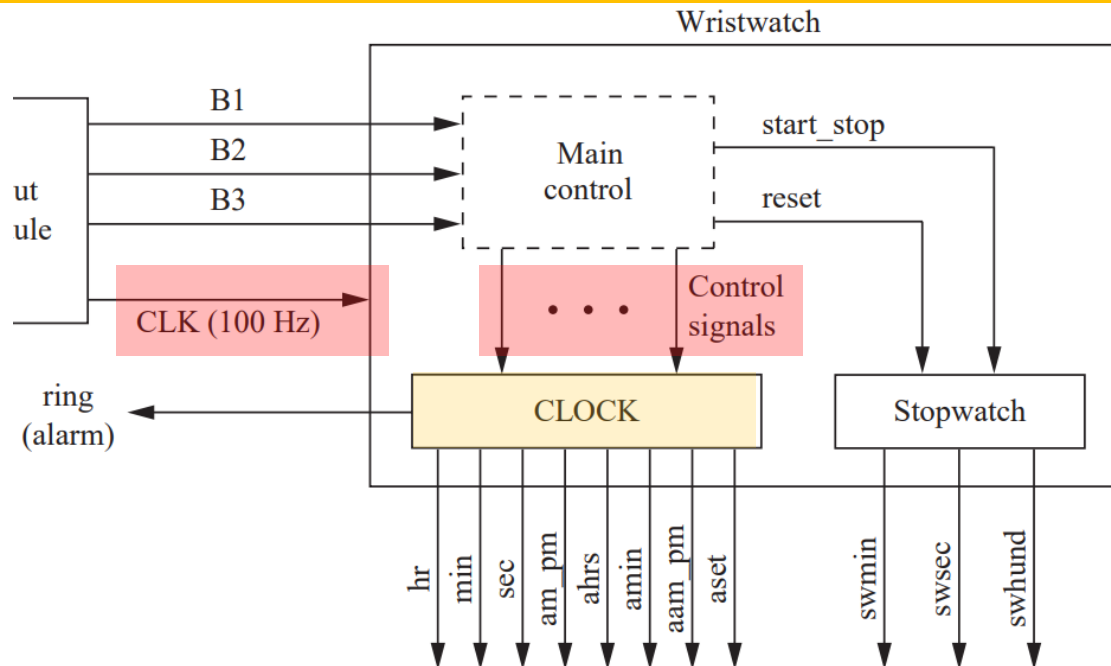 Wristwatch
B1
B2
B3
ut
ule
CLK (100 Hz)
Main
control
start_stop
reset
Control
signals
ring
(alarm)
CLOCK
Stopwatch
hr
min
sec
am_pm
ahrs
amin
aam_pm
aset
swmin
swsec
swhund